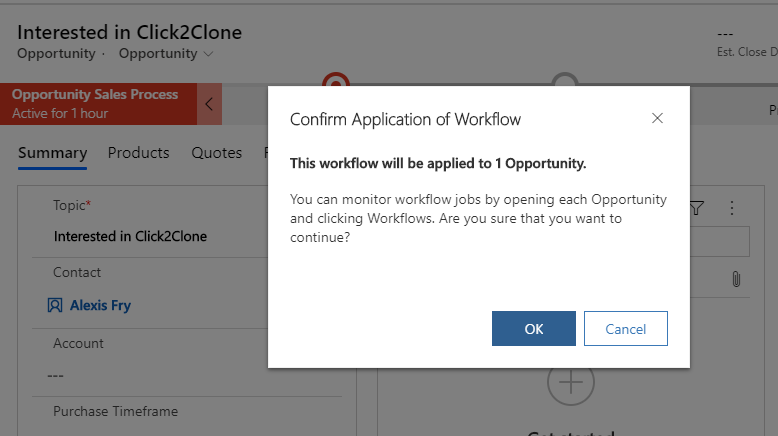 Interested in Click2Clone
Opportunity · Opportunity
---
Est. Close D
Opportunity Sales Process
Active for 1 hour
Summary Products Quotes
Topic*
Interested in Click2Clone
Contact
Alexis Fry
Account
---
Purchase Timeframe
Confirm Application of Workflow
This workflow will be applied to 1 Opportunity.
You can monitor workflow jobs by opening each Opportunity
and clicking Workflows. Are you sure that you want to
continue?
OK Cancel